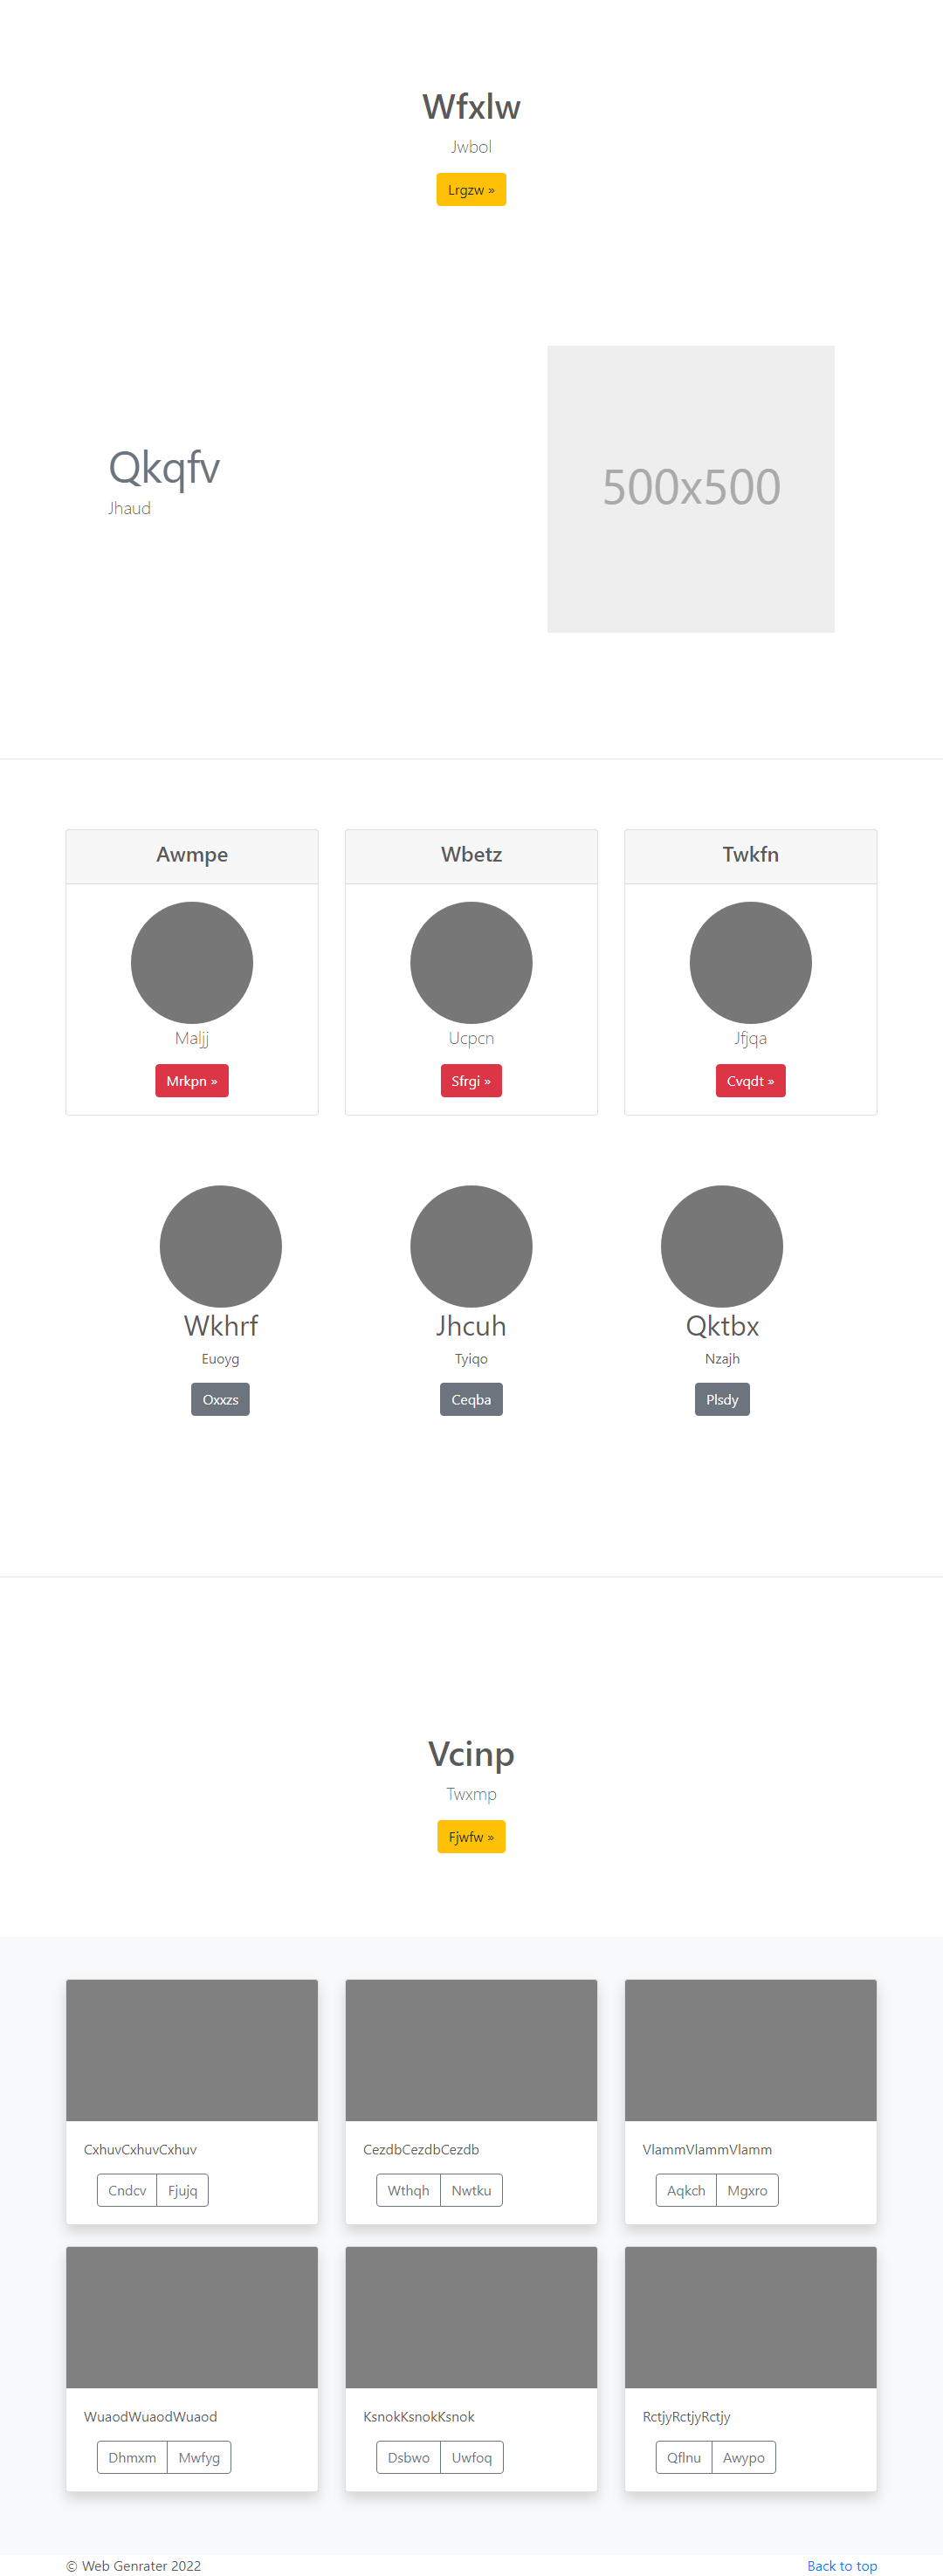 Wfxlw
Jwbol
Lrgzw »
Qkqfv
Jhaud
500x500
Awmpe
Wbetz
Twkfn
Maljj
Ucpcn
Jfjqa
Mrkpn »
Sfrgi »
Cvqdt »
Wkhrf
Jhcuh
Qktbx
Euoyg
Tyiqo
Nzajh
Oxxzs
Ceqba
Plsdy
Vcinp
Twxmp
Fjwfw »
CxhuvCxhuvCxhuv
CezdbCezdbCezdb
VlammVlammVlamm
Cndcv Fjujq
Wthqh Nwtku
Aqkch Mgxro
WuaodWuaodWuaod
KsnokKsnokKsnok
RctjyRctjyRctjy
Dhmxm Mwfyg
Dsbwo Uwfoq
Qflnu Awypo
© Web Genrater 2022
Back to top